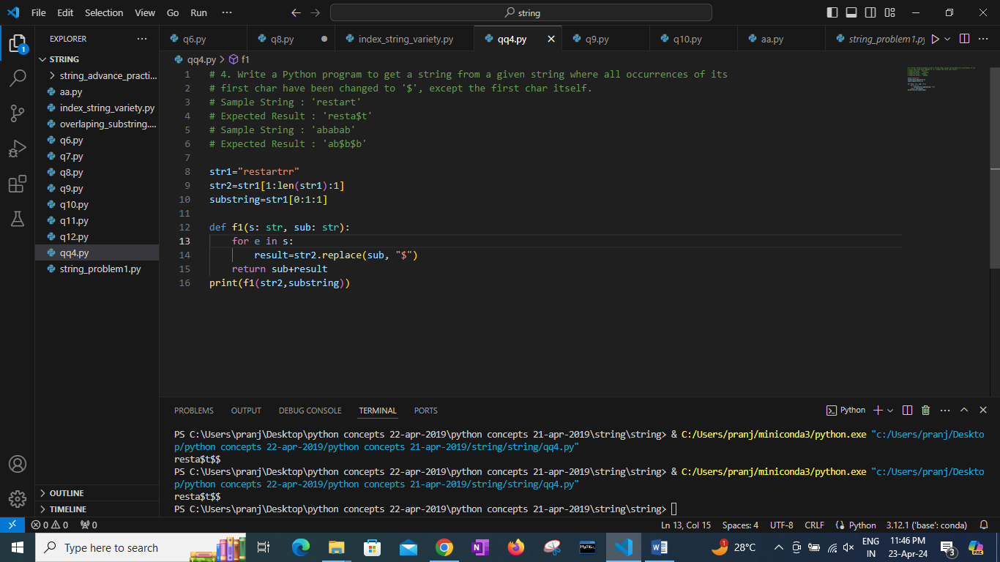 File Edit Selection View Go Run ··· string
EXPLORER ···
1
STRING
string_advance_practi...
aa.py
index_string_variety.py
overlaping_substring....
q6.py
q7.py
q8.py
q9.py
q10.py
q11.py
q12.py
qq4.py
string_problem1.py
OUTLINE
TIMELINE
q6.py q8.py index_string_variety.py qq4.py q9.py q10.py aa.py string_problem1.py
qq4.py > f1
1 # 4. Write a Python program to get a string from a given string where all occurrences of its
2 # first char have been changed to '$', except the first char itself.
3 # Sample String : 'restart'
4 # Expected Result : 'resta$t'
5 # Sample String : 'ababab'
6 # Expected Result : 'ab$b$b'
7
8 str1="restartrr"
9 str2=str1[1:len(str1):1]
10 substring=str1[0:1:1]
11
12 def f1(s: str, sub: str):
13 for e in s:
14 result=str2.replace(sub, "$")
15 return sub+result
16 print(f1(str2,substring))
PROBLEMS OUTPUT DEBUG CONSOLE TERMINAL PORTS Python
PS C:\Users\pranj\Desktop\python concepts 22-apr-2019\python concepts 21-apr-2019\string\string> & C:/Users/pranj/miniconda3/python.exe "c:/Users/pranj/Deskto
p/python concepts 22-apr-2019/python concepts 21-apr-2019/string/string/qq4.py"
resta$t$$
PS C:\Users\pranj\Desktop\python concepts 22-apr-2019\python concepts 21-apr-2019\string\string> & C:/Users/pranj/miniconda3/python.exe "c:/Users/pranj/Deskto
p/python concepts 22-apr-2019/python concepts 21-apr-2019/string/string/qq4.py"
resta$t$$
PS C:\Users\pranj\Desktop\python concepts 22-apr-2019\python concepts 21-apr-2019\string\string>
0 0 0 Ln 13, Col 15 Spaces: 4 UTF-8 CRLF Python 3.12.1 ('base': conda)
Type here to search 1 28°C ENG 11:46 PM 3 PRE
IN 23-Apr-24